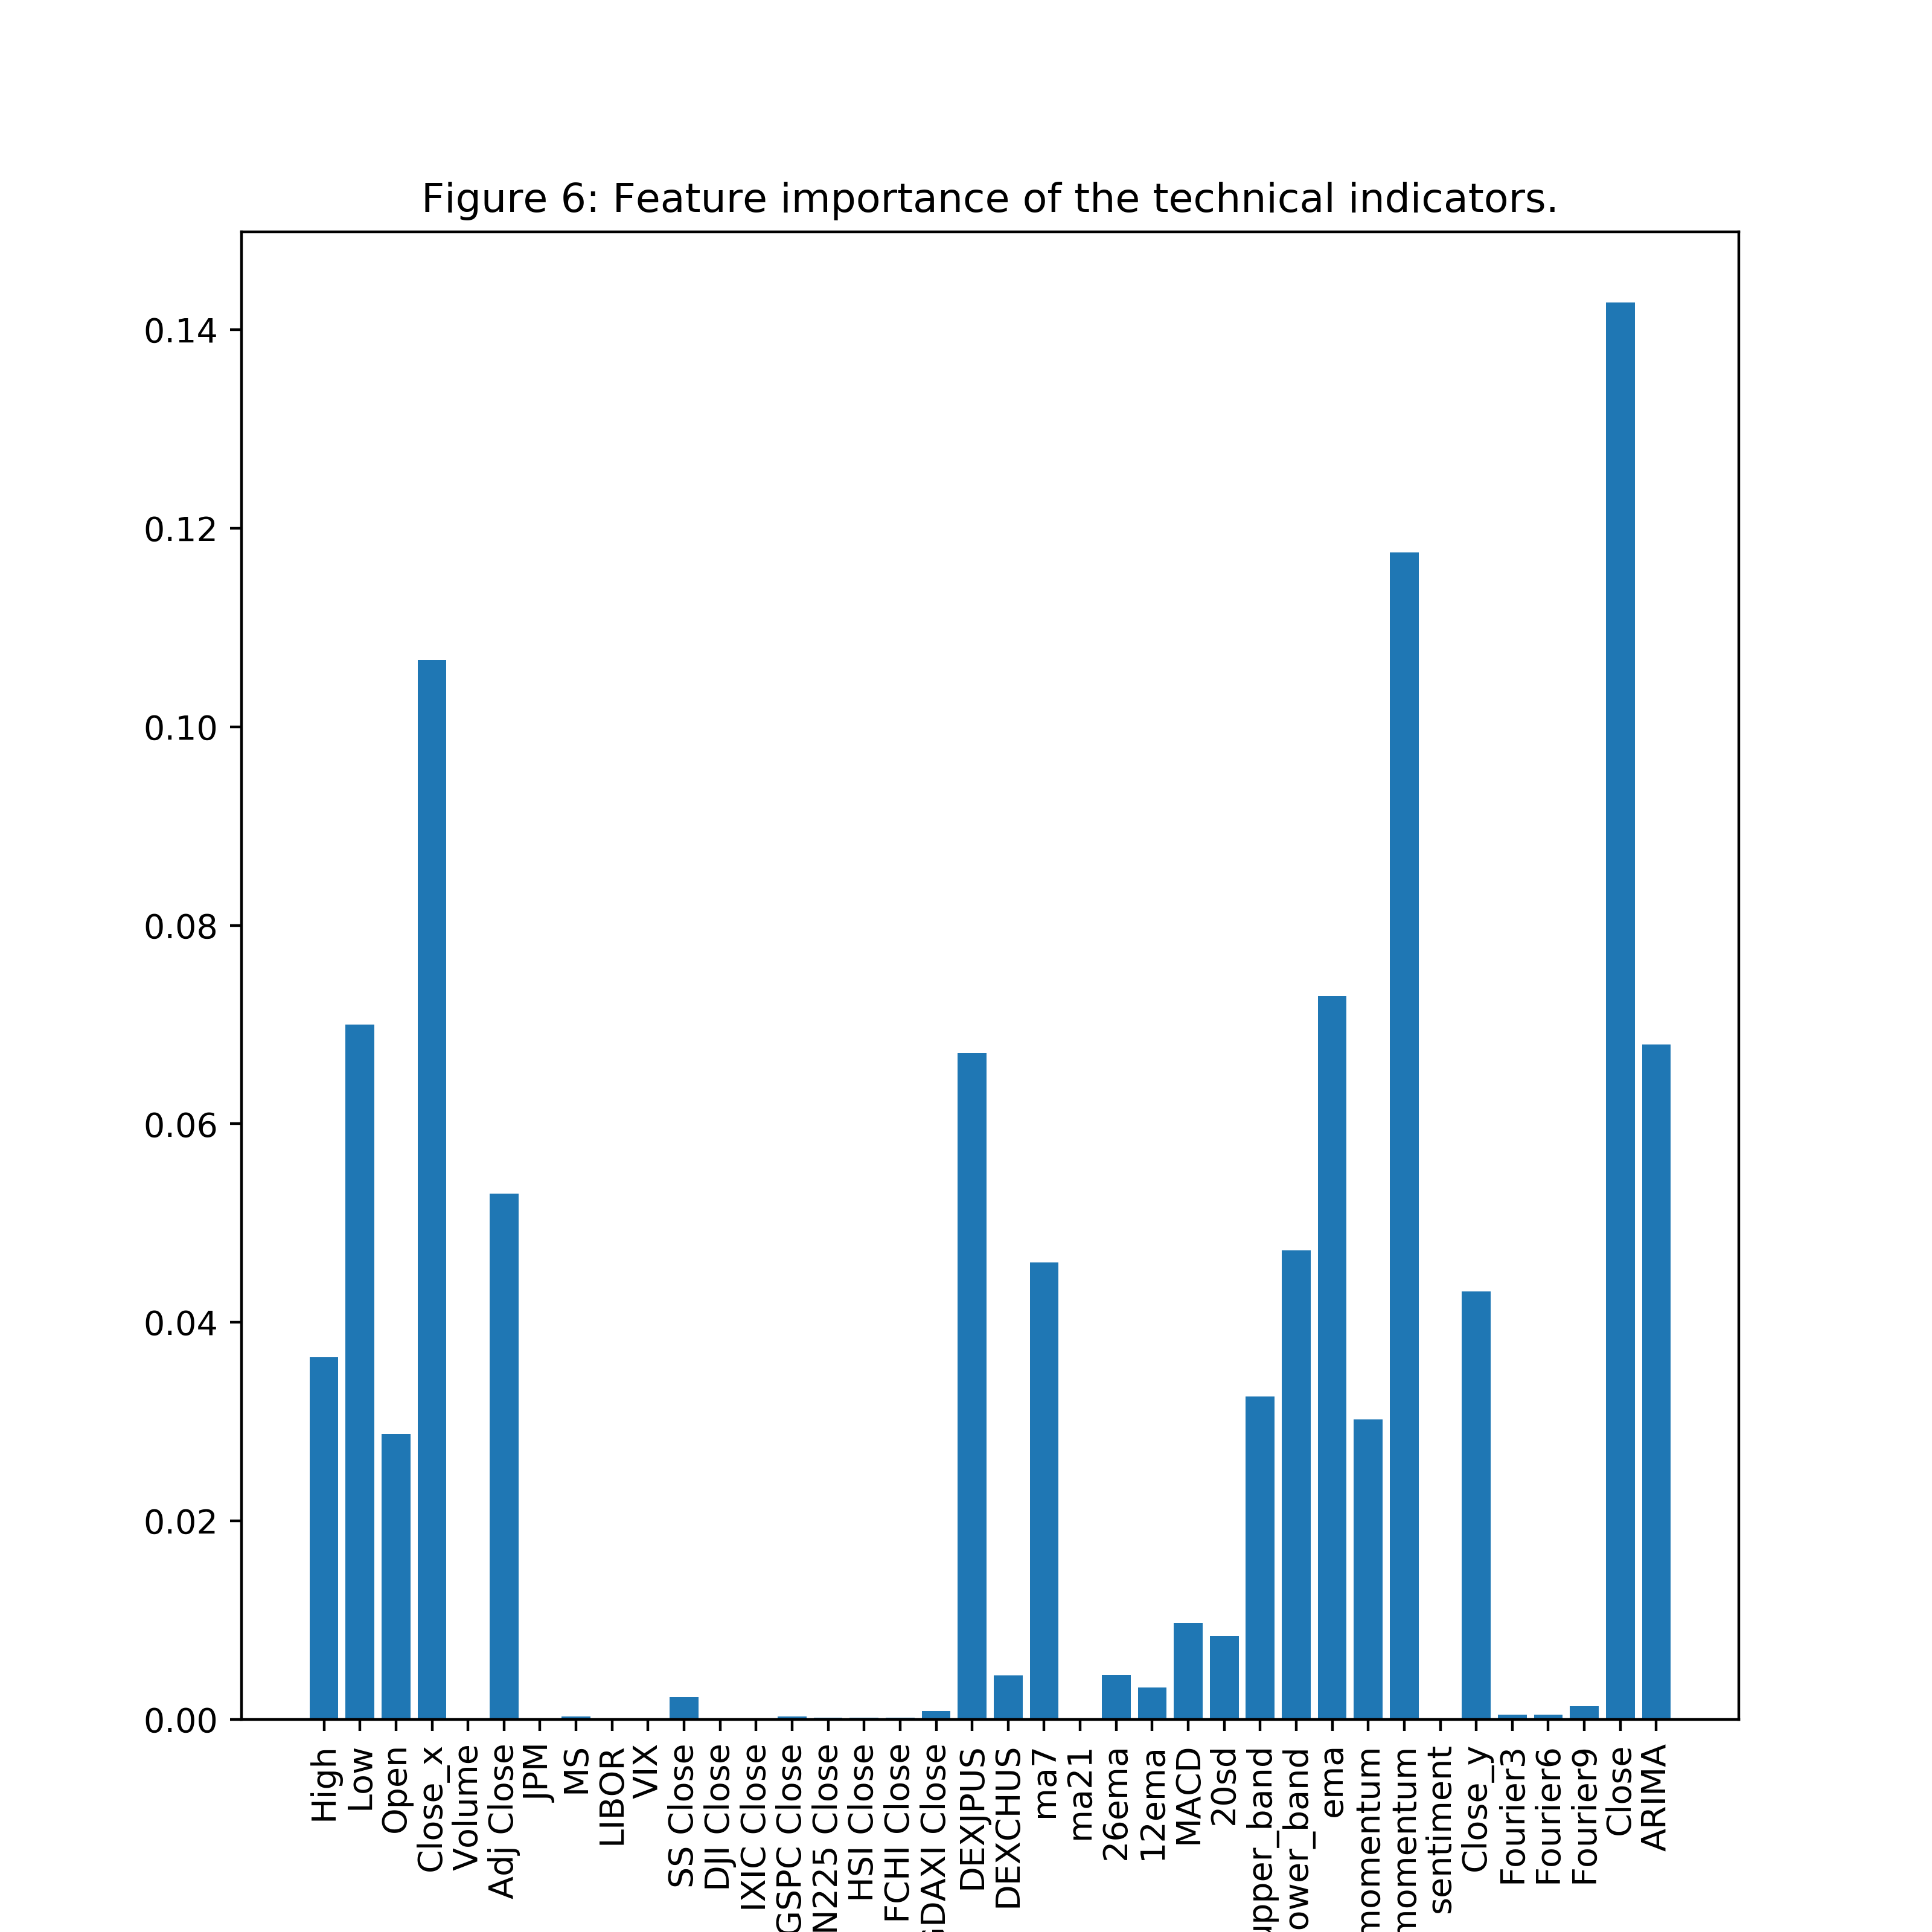 Figure 6: Feature importance of the technical indicators.
0.14
0.12
0.10
0.08
0.06
0.04
0.02
0.00
High
Low
Open
Close_x
Volume
Adj Close
JPM
MS
LIBOR
VIX
SS Close
DJI Close
IXIC Close
GSPC Close
N225 Close
HSI Close
FCHI Close
GDAXI Close
DEXJPUS
DEXCHUS
ma7
ma21
26ema
12ema
MACD
20sd
upper_band
ower_band
ema
momentum
momentum
sentiment
Close_y
Fourier3
Fourier6
Fourier9
Close
ARIMA